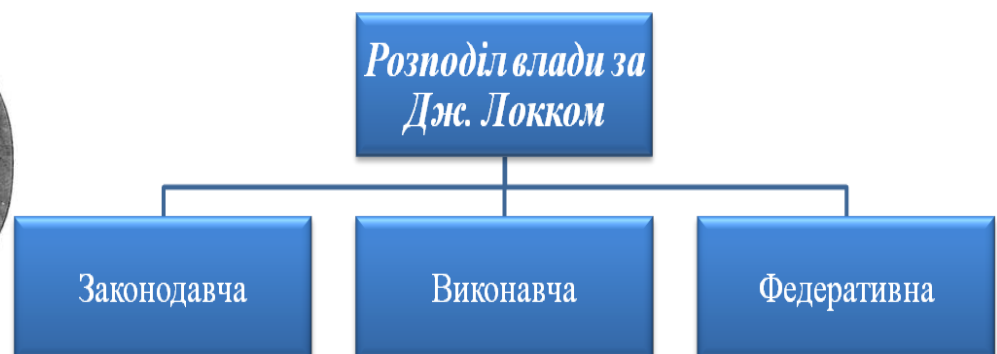 Розподіл влади за
Дж. Локком
Законодавча
Виконавча
Федеративна